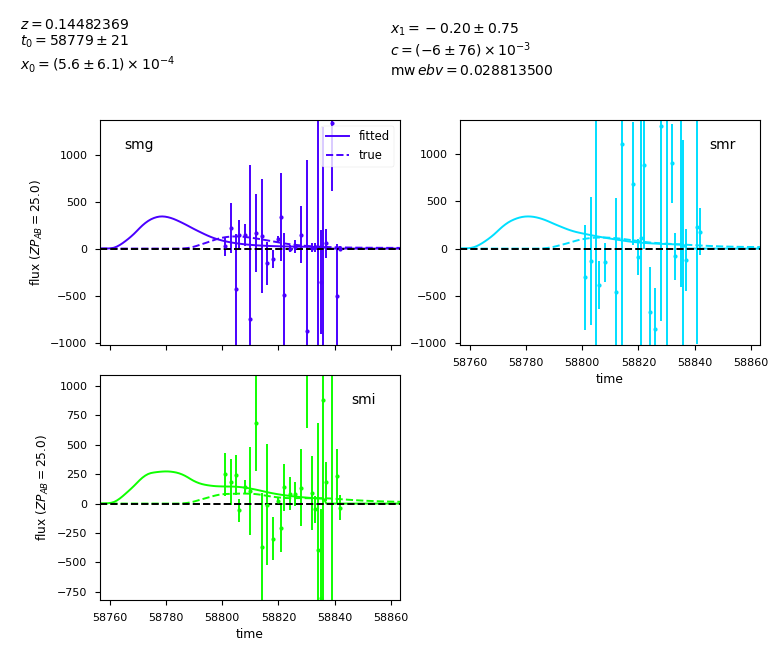 z = 0.14482369
t₀ = 58779 ± 21
x₀ = (5.6 ± 6.1) × 10⁻⁴
x₁ = −0.20 ± 0.75
c = (−6 ± 76) × 10⁻³
mw ebv = 0.028813500
smg
fitted
true
1000
500
0
−500
−1000
flux (ZP_AB = 25.0)
smr
1000
500
0
−500
−1000
58760 58780 58800 58820 58840 58860
time
smi
1000
750
500
250
0
−250
−500
−750
flux (ZP_AB = 25.0)
58760 58780 58800 58820 58840 58860
time